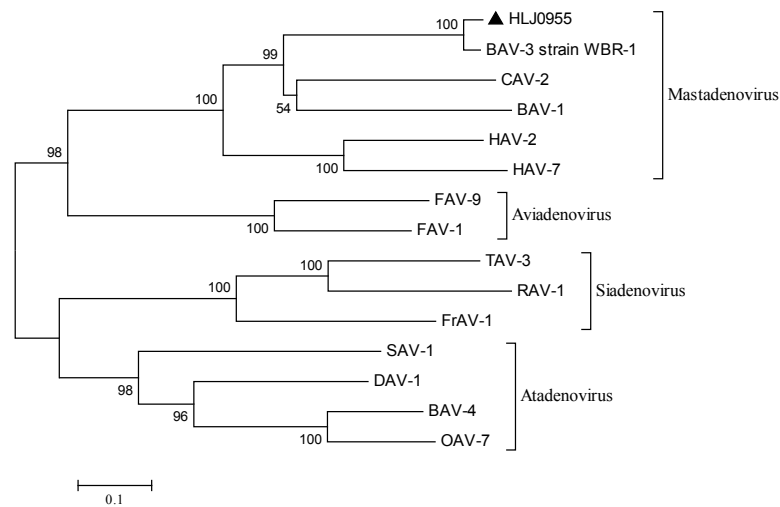 100
HLJ0955
BAV-3 strain WBR-1
99
CAV-2
54
BAV-1
Mastadenovirus
100
HAV-2
100
HAV-7
98
FAV-9
100
FAV-1
Aviadenovirus
100
TAV-3
100
RAV-1
Siadenovirus
FrAV-1
SAV-1
98
DAV-1
96
BAV-4
100
OAV-7
Atadenovirus
0.1